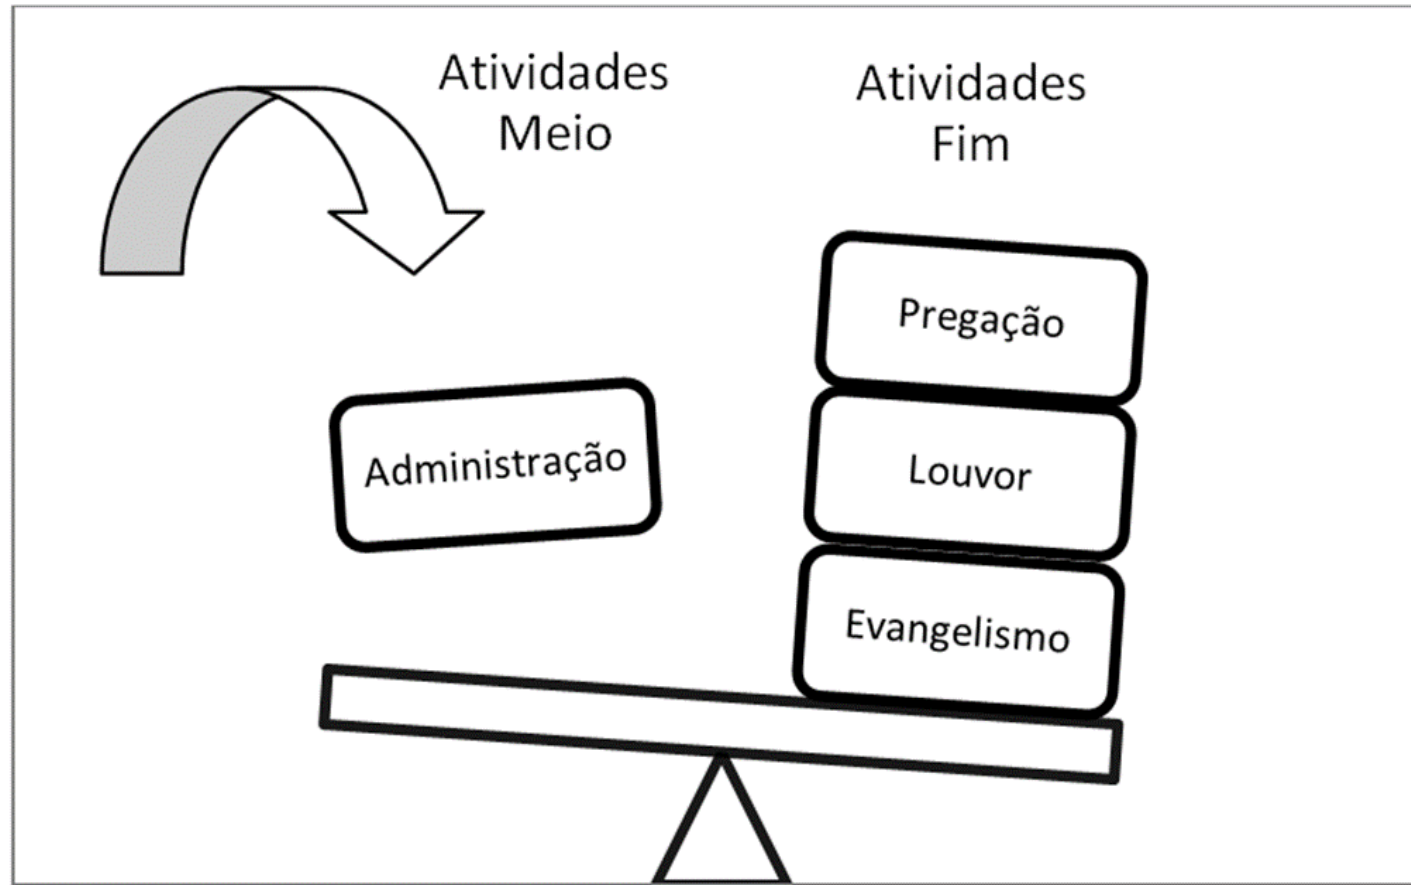 Atividades
Meio
Atividades
Fim
Pregação
Administração
Louvor
Evangelismo